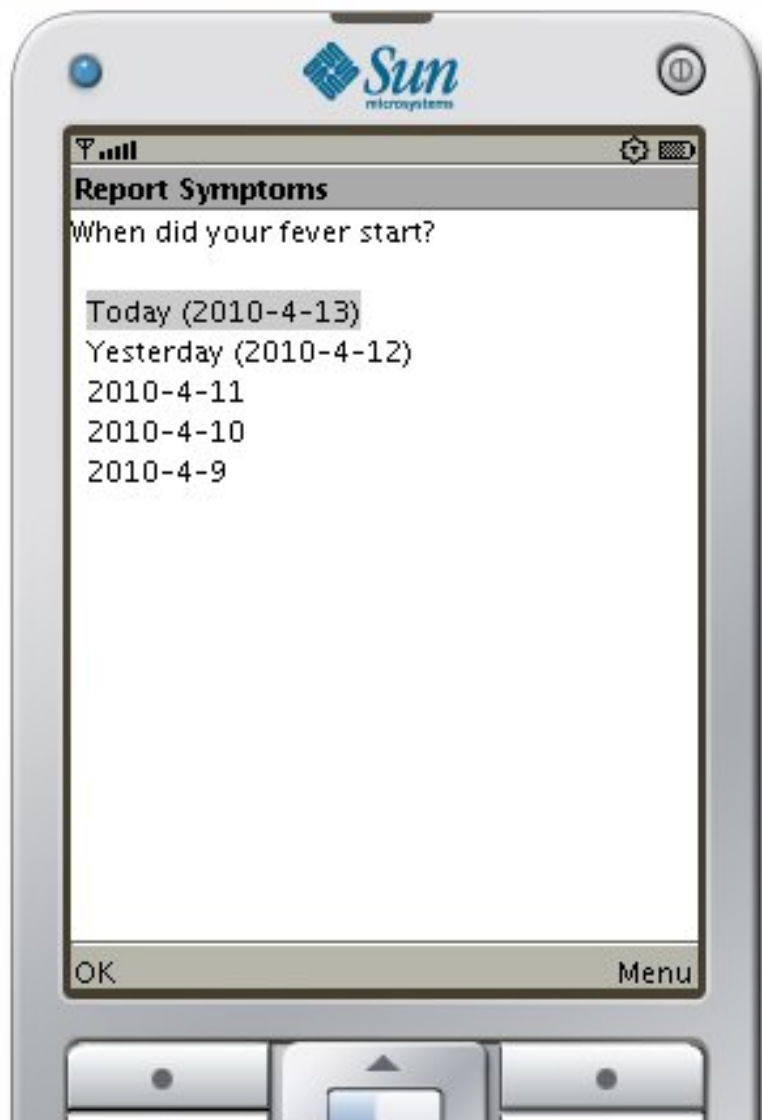 Sun
microsystems
Report Symptoms
When did your fever start?
Today (2010-4-13)
Yesterday (2010-4-12)
2010-4-11
2010-4-10
2010-4-9
OK
Menu